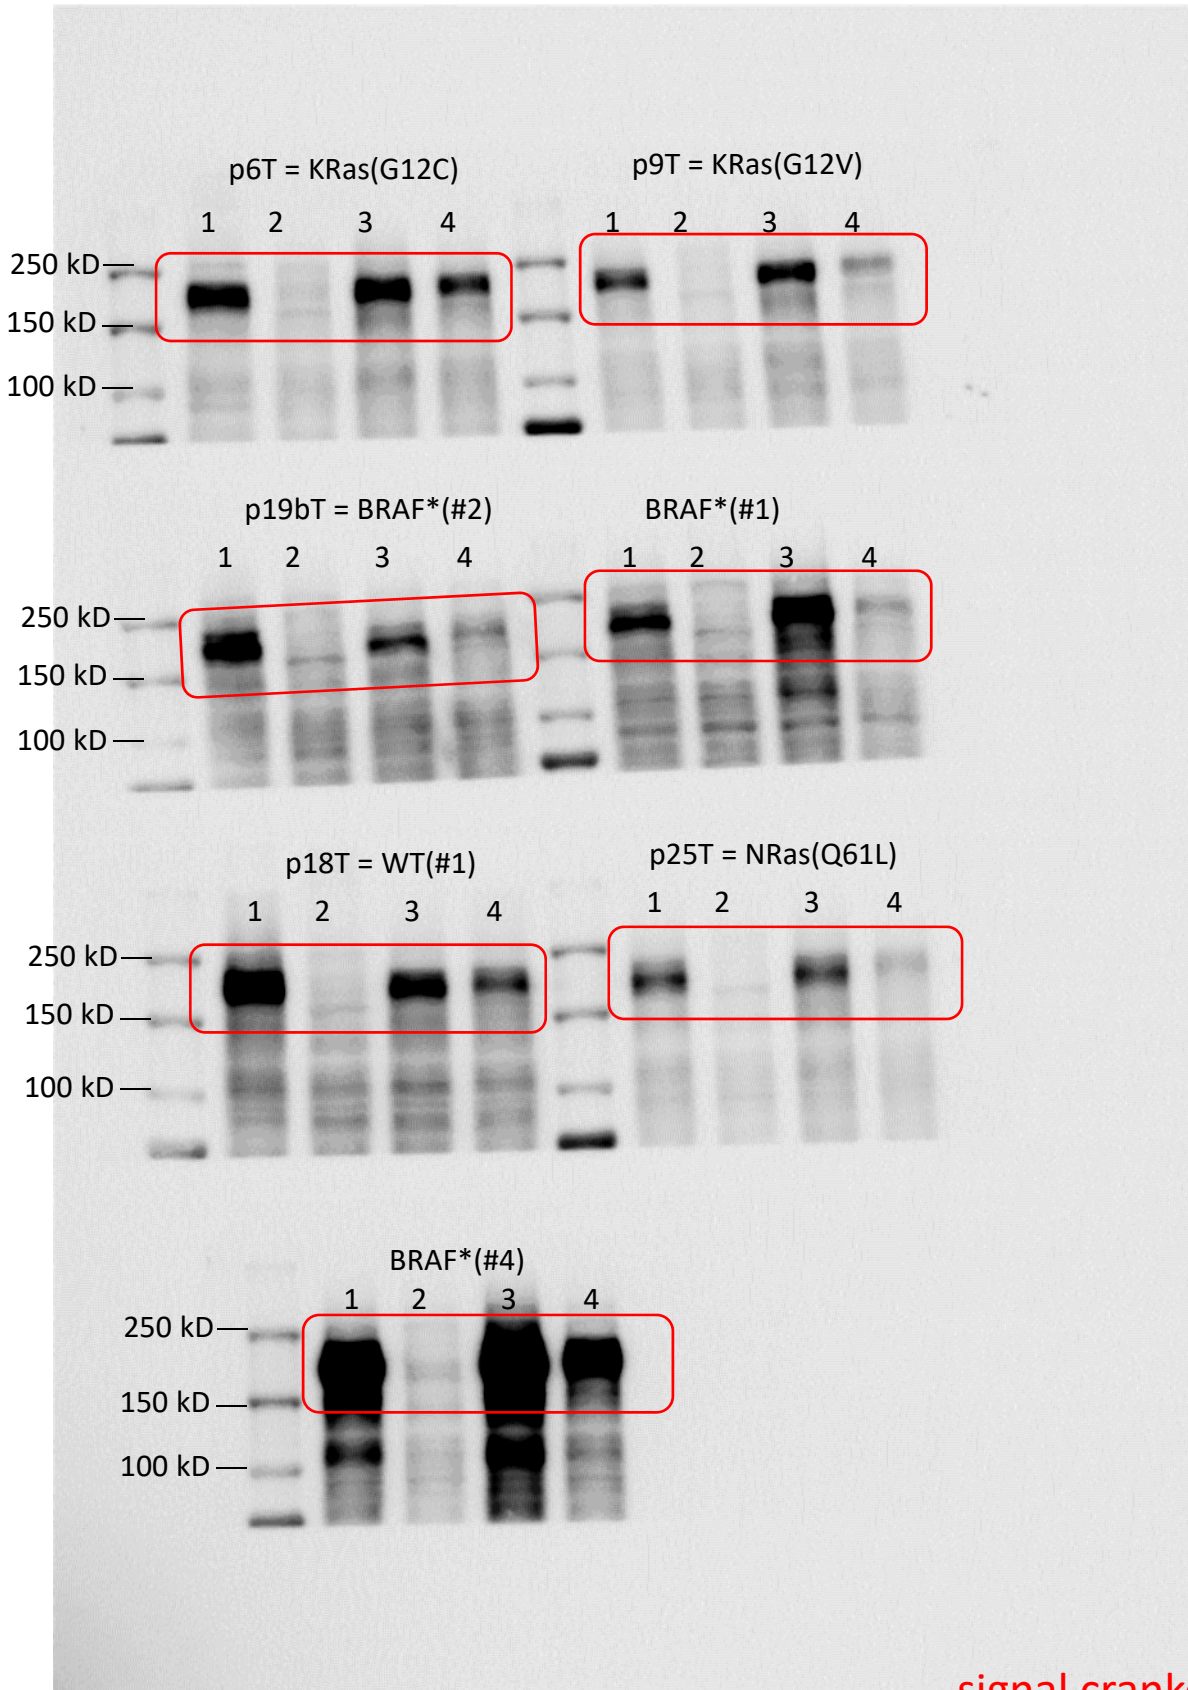 p6T = KRas(G12C)
p9T = KRas(G12V)
1 2 3 4
1 2 3 4
250 kD
150 kD
100 kD
p19bT = BRAF*(#2)
BRAF*(#1)
1 2 3 4
1 2 3 4
250 kD
150 kD
100 kD
p18T = WT(#1)
p25T = NRas(Q61L)
1 2 3 4
1 2 3 4
250 kD
150 kD
100 kD
BRAF*(#4)
1 2 3 4
250 kD
150 kD
100 kD
signal